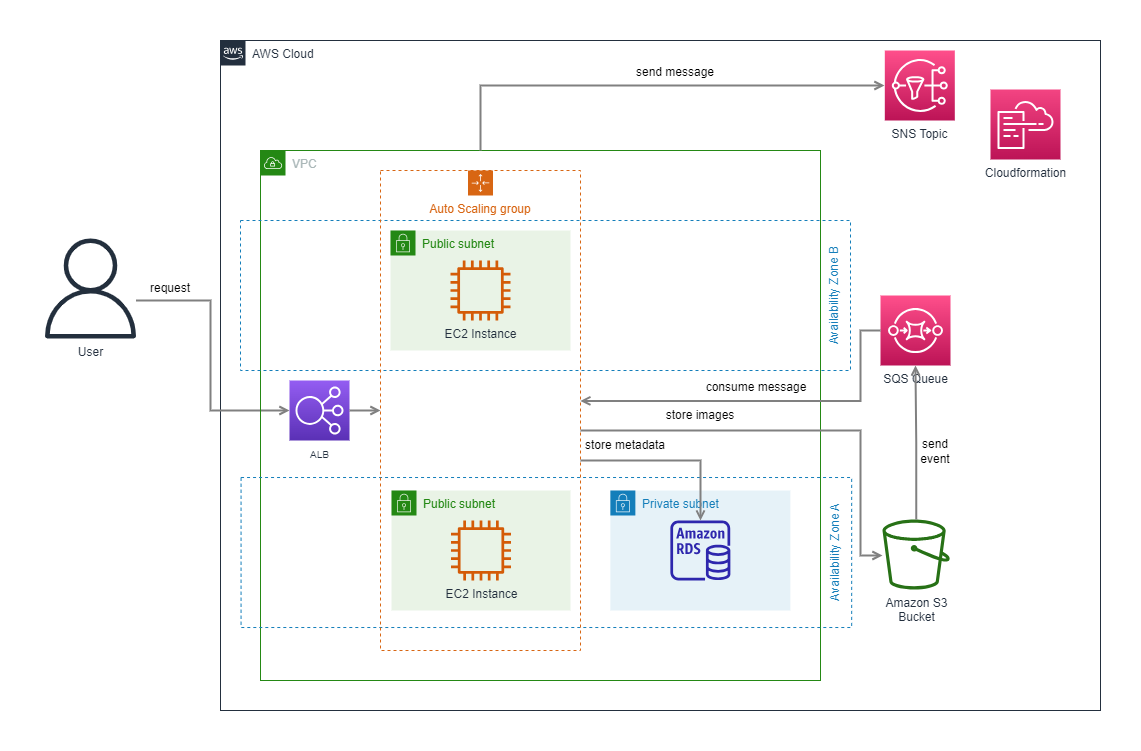 aws
AWS Cloud
send message
SNS Topic
Cloudformation
VPC
Auto Scaling group
Public subnet
EC2 Instance
Availability Zone B
request
User
SQS Queue
consume message
ALB
store images
store metadata
send
event
Public subnet
EC2 Instance
Private subnet
Amazon
RDS
Availability Zone A
Amazon S3
Bucket